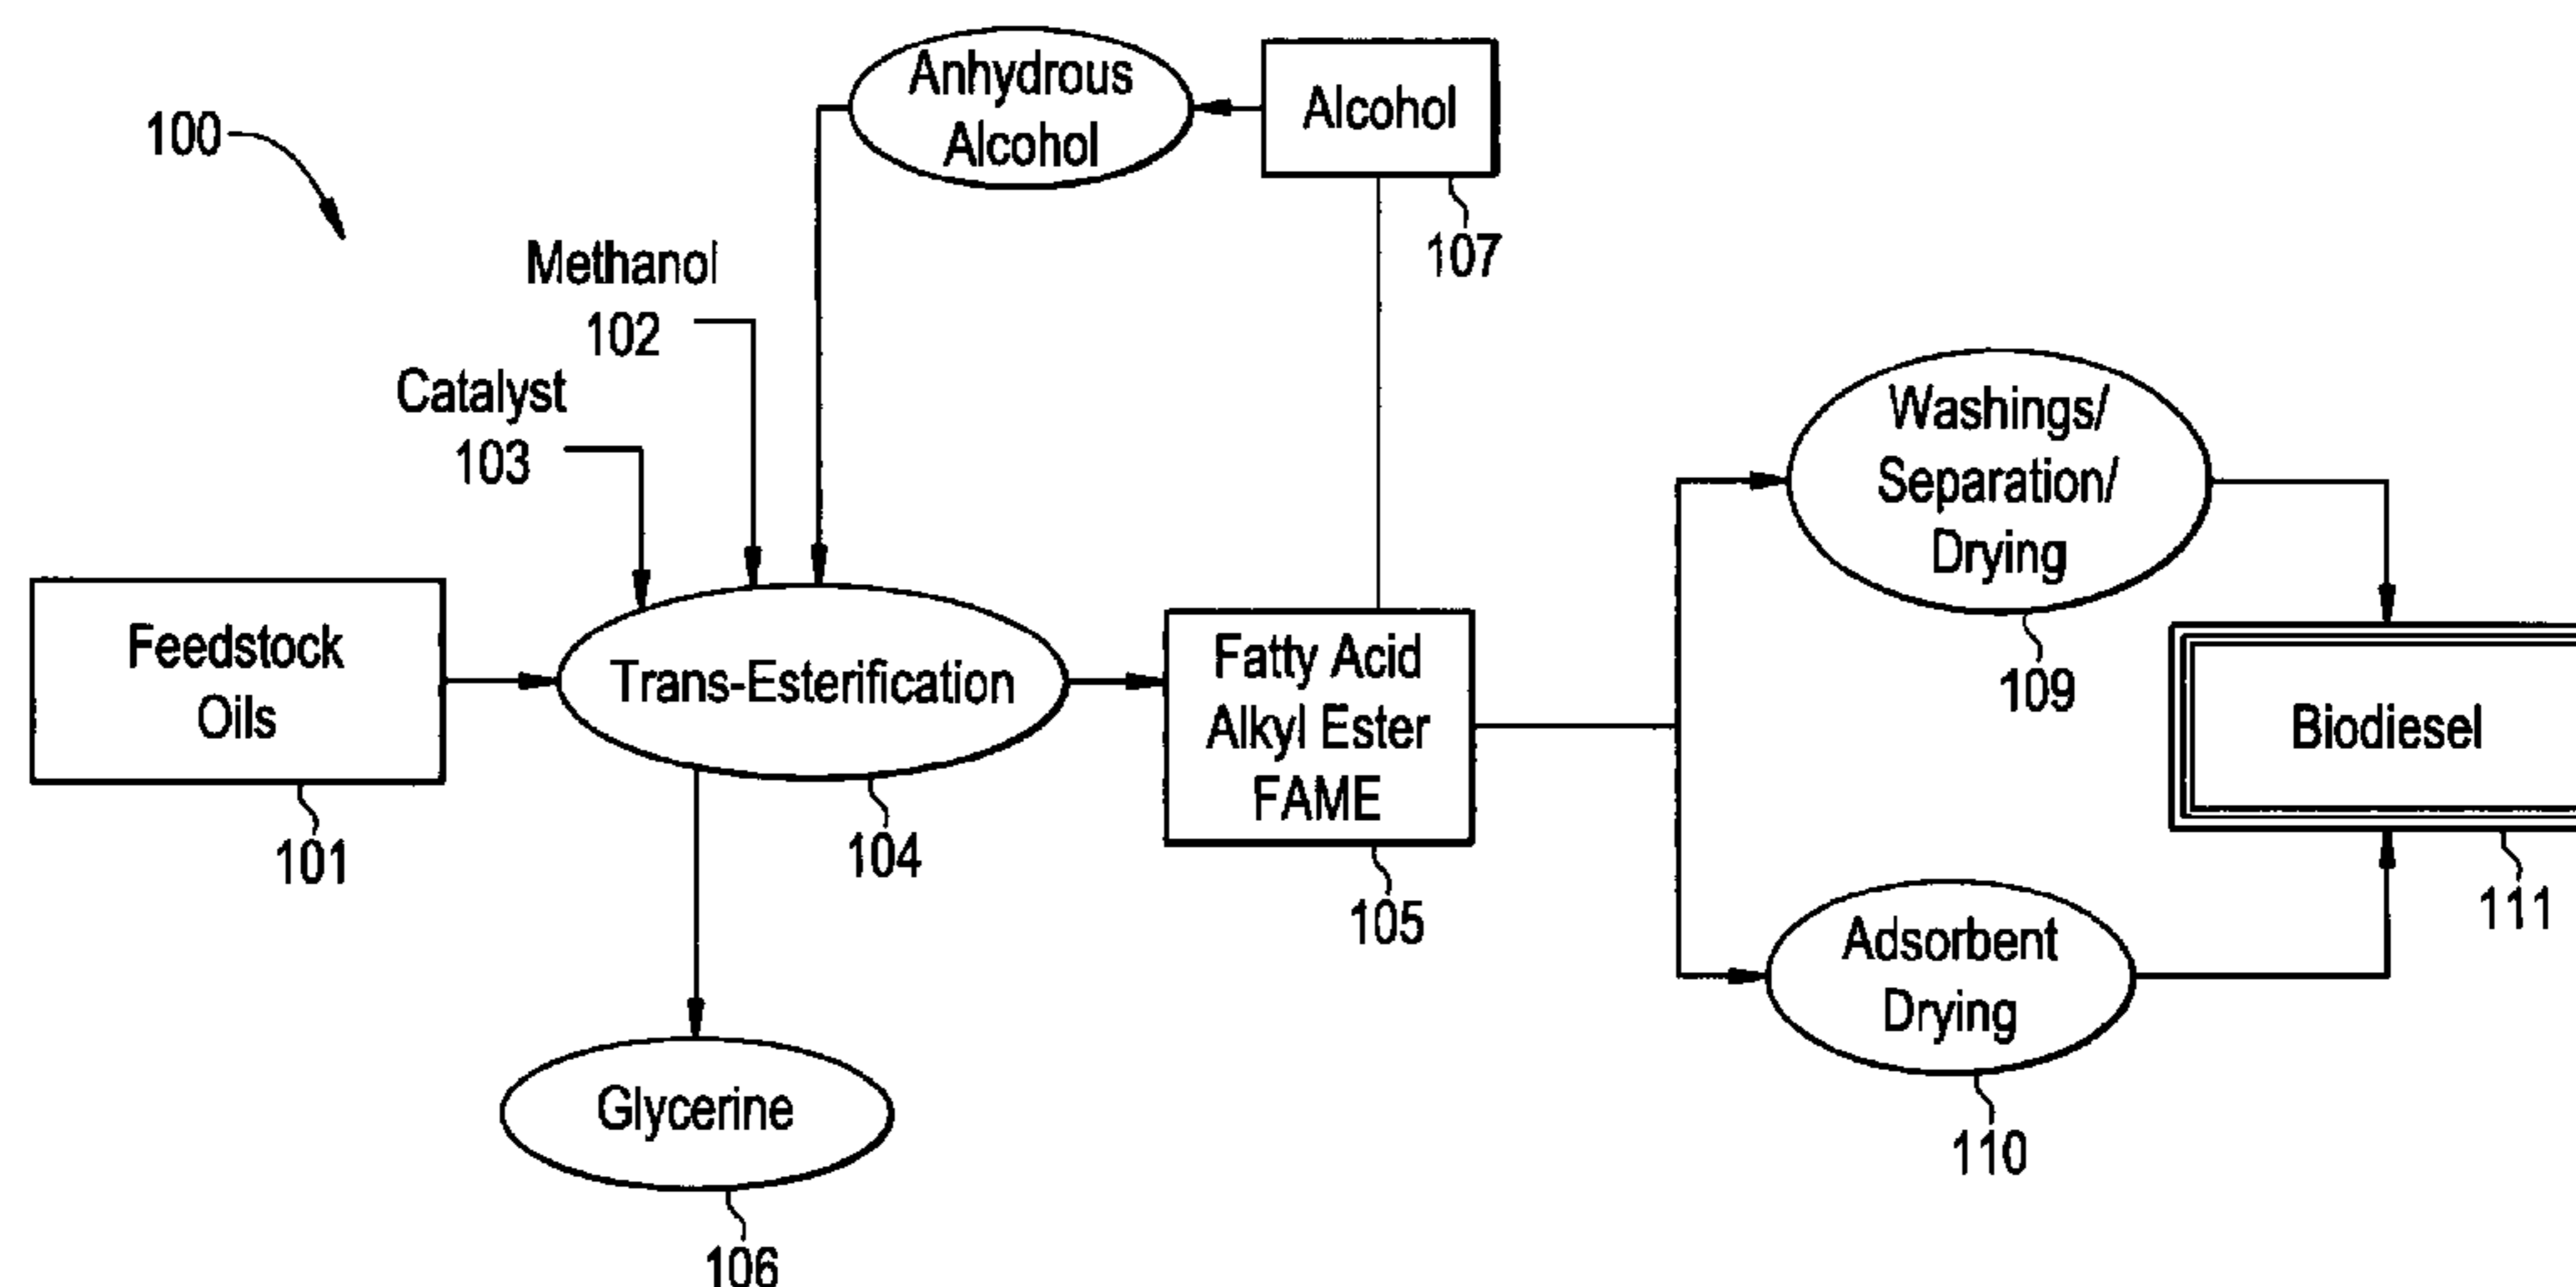 100
Anhydrous
Alcohol
Alcohol
107
Methanol
102
Catalyst
103
Feedstock
Oils
101
Trans-Esterification
104
Glycerine
106
Fatty Acid
Alkyl Ester
FAME
105
Washings/
Separation/
Drying
109
Adsorbent
Drying
110
Biodiesel
111